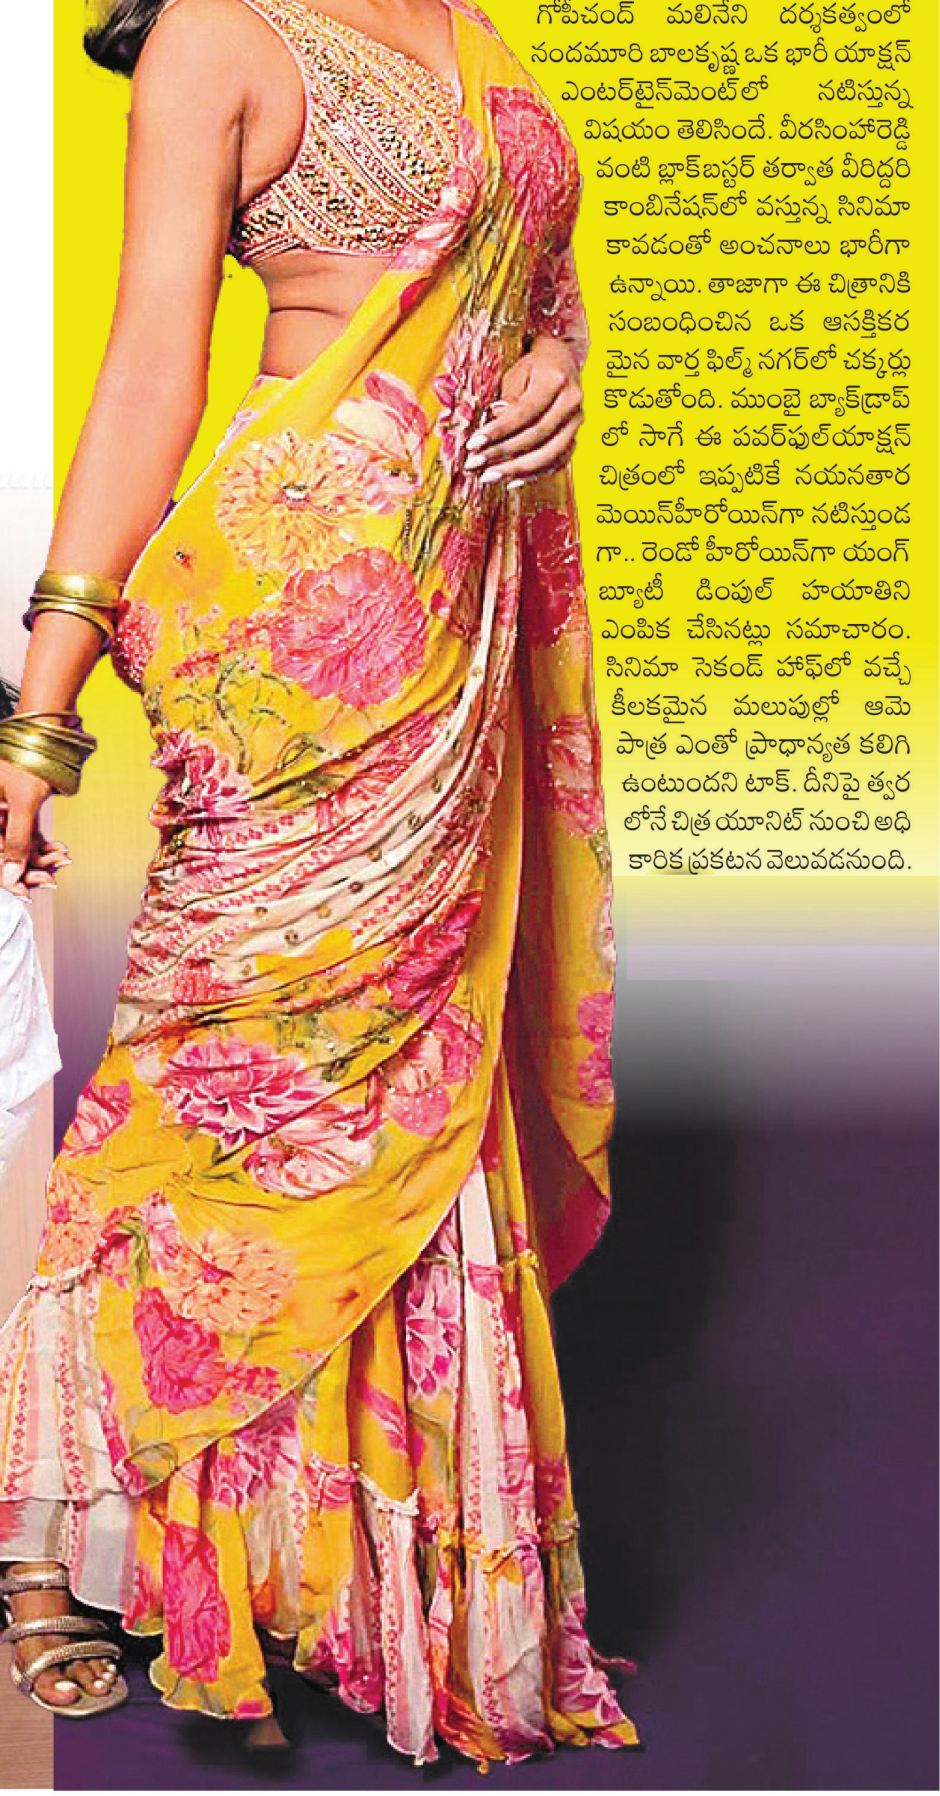 గోపీచంద్ మలినేని దర్శకత్వంలో
నందమూరి బాలకృష్ణ ఒక భారీ యాక్షన్
ఎంటర్‌టైన్‌మెంట్‌లో నటిస్తున్న
విషయం తెలిసిందే. వీరసింహారెడ్డి
వంటి బ్లాక్‌బస్టర్ తర్వాత వీరిద్దరి
కాంబినేషన్‌లో వస్తున్న సినిమా
కావడంతో అంచనాలు భారీగా
ఉన్నాయి. తాజాగా ఈ చిత్రానికి
సంబంధించిన ఒక ఆసక్తికర
మైన వార్త ఫిల్మ్ నగర్‌లో చక్కర్లు
కొడుతోంది. ముంబై బ్యాక్‌డ్రాప్
లో సాగే ఈ పవర్‌ఫుల్‌యాక్షన్
చిత్రంలో ఇప్పటికే నయనతార
మెయిన్‌హీరోయిన్‌గా నటిస్తుండ
గా.. రెండో హీరోయిన్‌గా యంగ్
బ్యూటీ డింపుల్ హయాతిని
ఎంపిక చేసినట్లు సమాచారం.
సినిమా సెకండ్ హాఫ్‌లో వచ్చే
కీలకమైన మలుపుల్లో ఆమె
పాత్ర ఎంతో ప్రాధాన్యత కలిగి
ఉంటుందని టాక్. దీనిపై త్వర
లోనే చిత్ర యూనిట్ నుంచి అధి
కారిక ప్రకటన వెలువడనుంది.